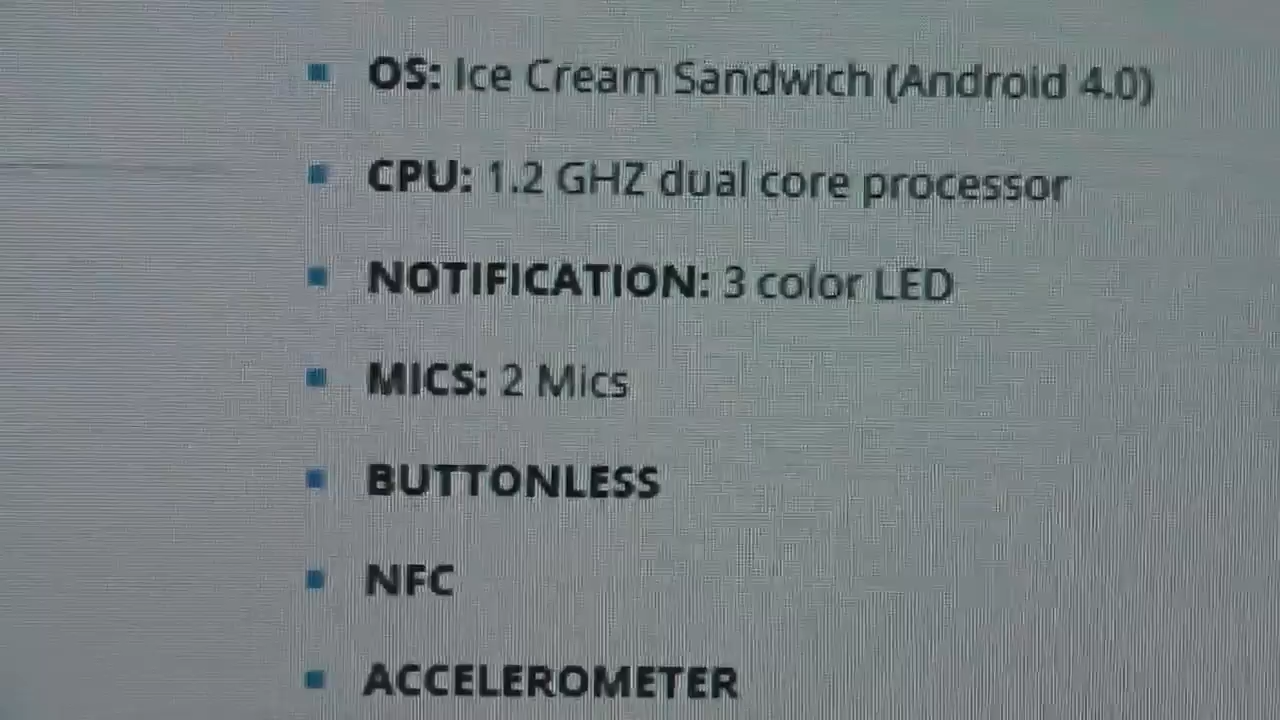 OS: Ice Cream Sandwich (Android 4.0)
CPU: 1.2 GHZ dual core processor
NOTIFICATION: 3 color LED
MICS: 2 Mics
BUTTONLESS
NFC
ACCELEROMETER